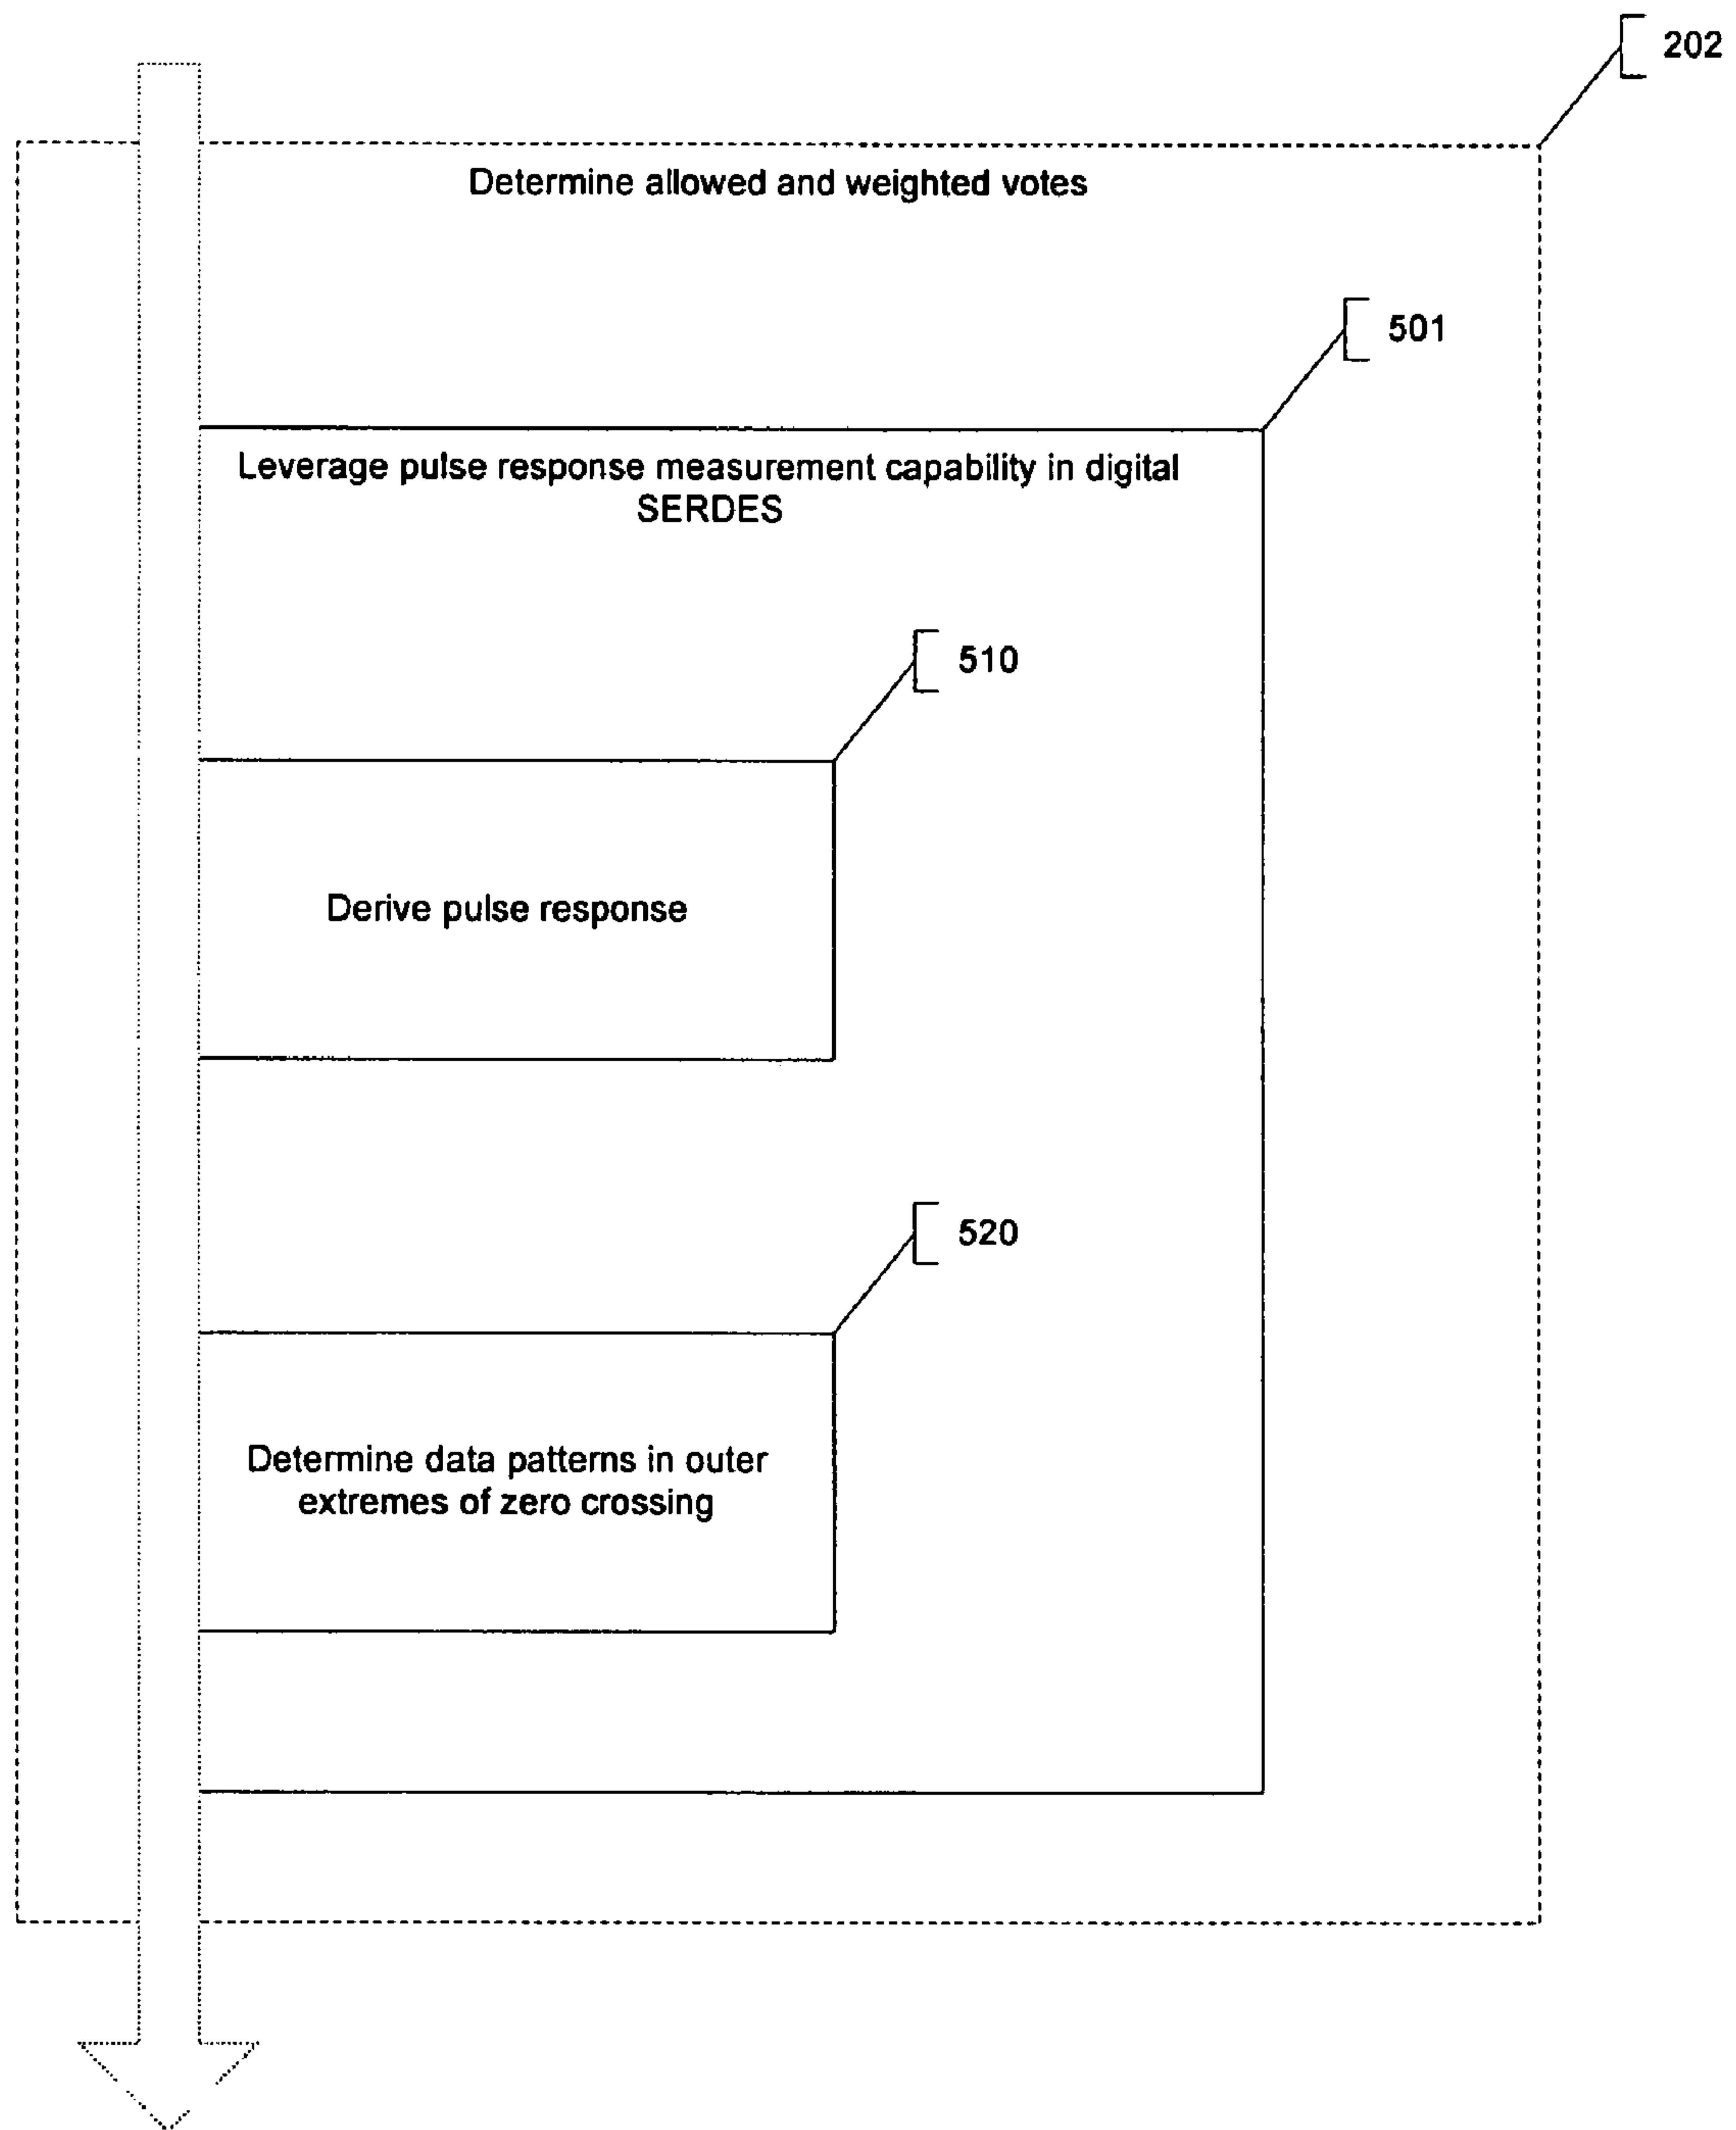 202
Determine allowed and weighted votes
501
Leverage pulse response measurement capability in digital
SERDES
510
Derive pulse response
520
Determine data patterns in outer
extremes of zero crossing